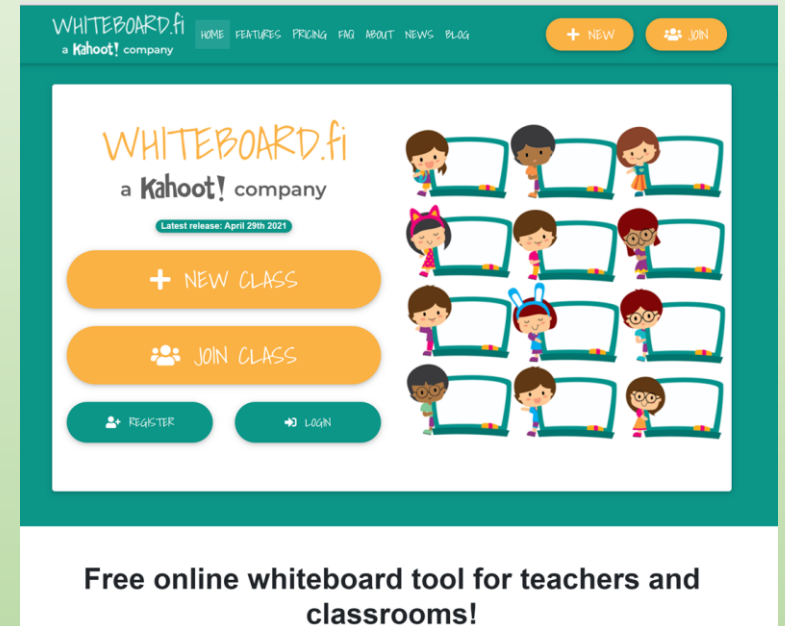 WHITEBOARD.fi
a Kahoot! company
HOME FEATURES PRICING FAQ ABOUT NEWS BLOG
+ NEW
JOIN
WHITEBOARD.fi
a Kahoot! company
Latest release: April 29th 2021
+ NEW CLASS
JOIN CLASS
REGISTER
LOGIN
Free online whiteboard tool for teachers and
classrooms!